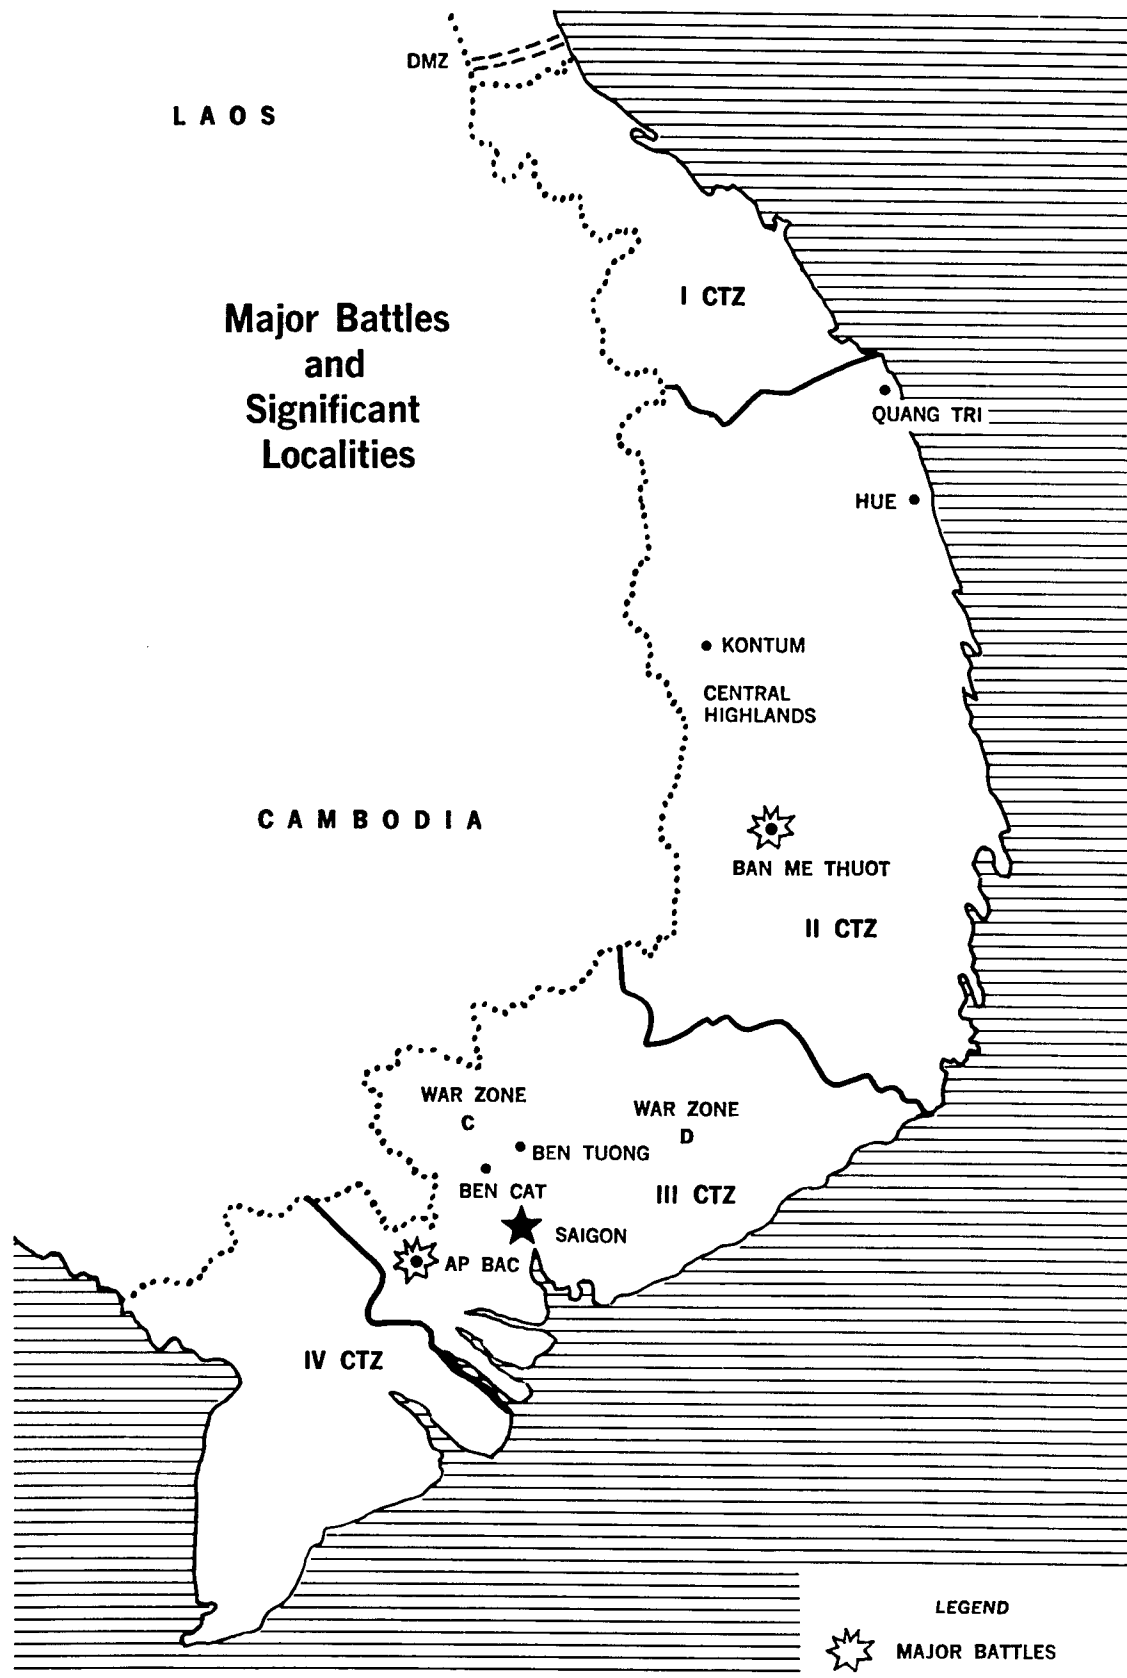 DMZ
LAOS
Major Battles
and
Significant
Localities
I CTZ
QUANG TRI
HUE
KONTUM
CENTRAL
HIGHLANDS
CAMBODIA
BAN ME THUOT
II CTZ
WAR ZONE
C
WAR ZONE
D
BEN TUONG
BEN CAT
III CTZ
SAIGON
AP BAC
IV CTZ
LEGEND
MAJOR BATTLES